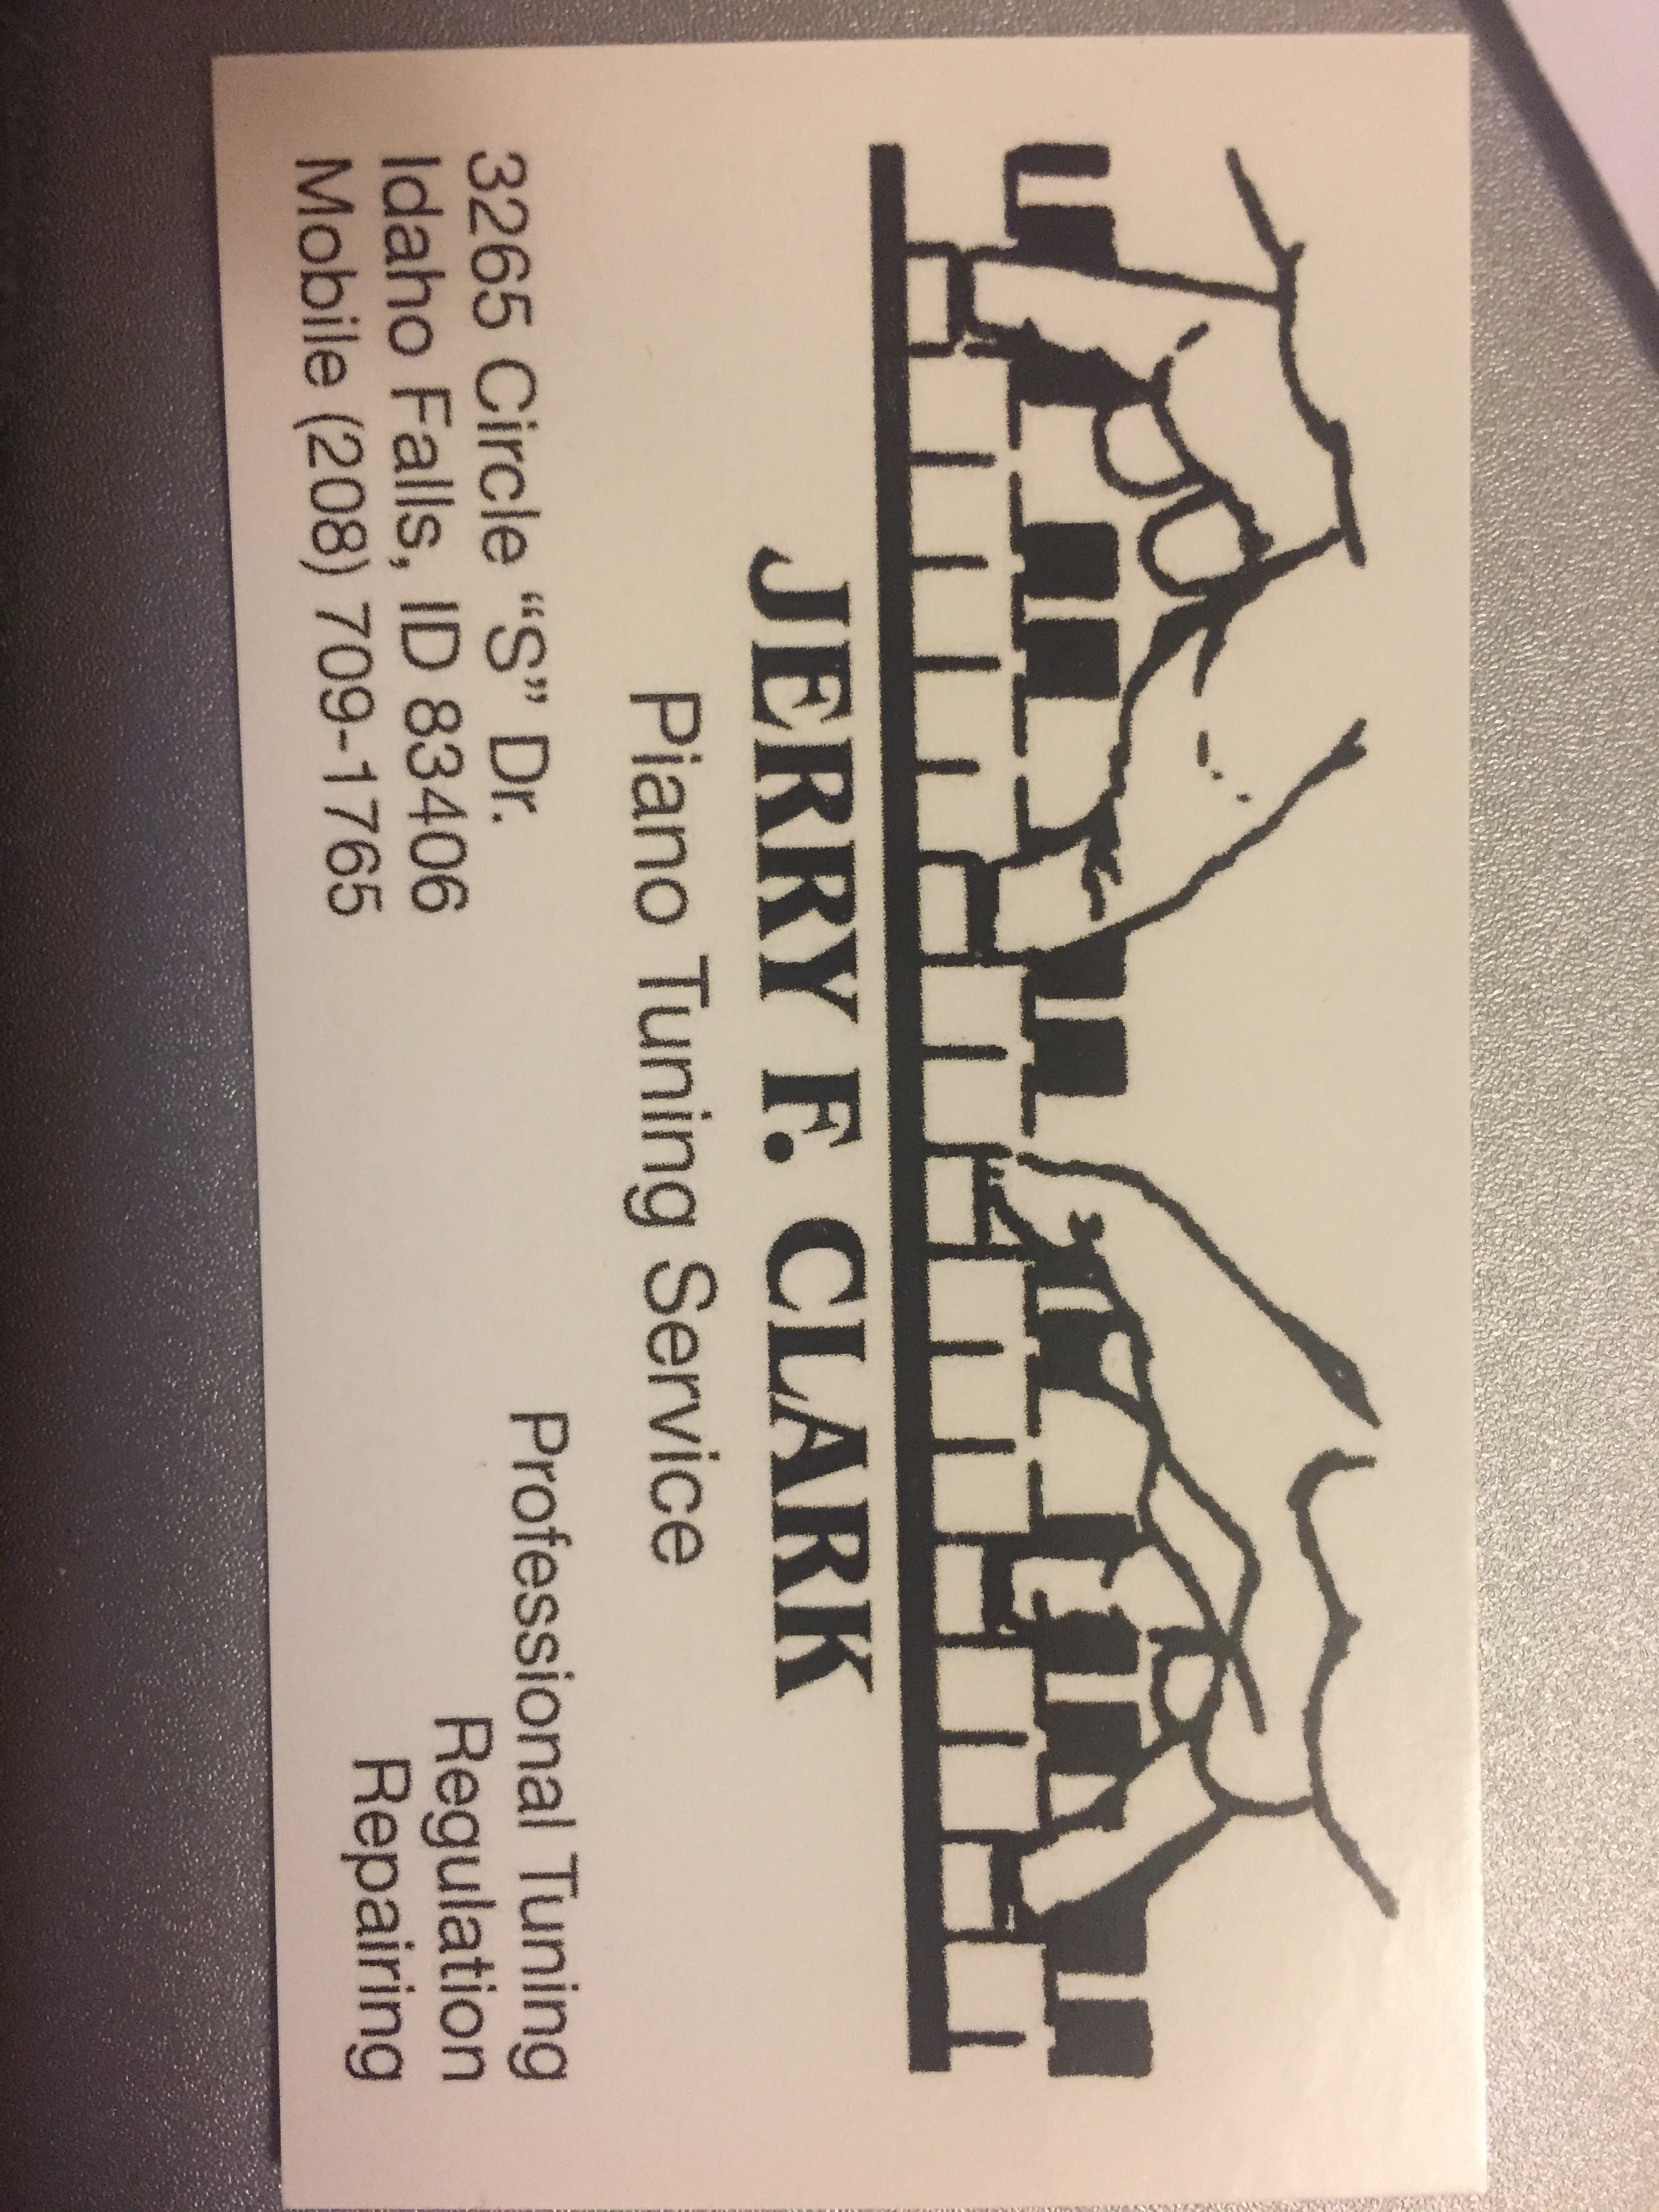 JERRY F. CLARK
Piano Tuning Service
3265 Circle “S” Dr.
Idaho Falls, ID 83406
Mobile (208) 709-1765
Professional Tuning
Regulation
Repairing